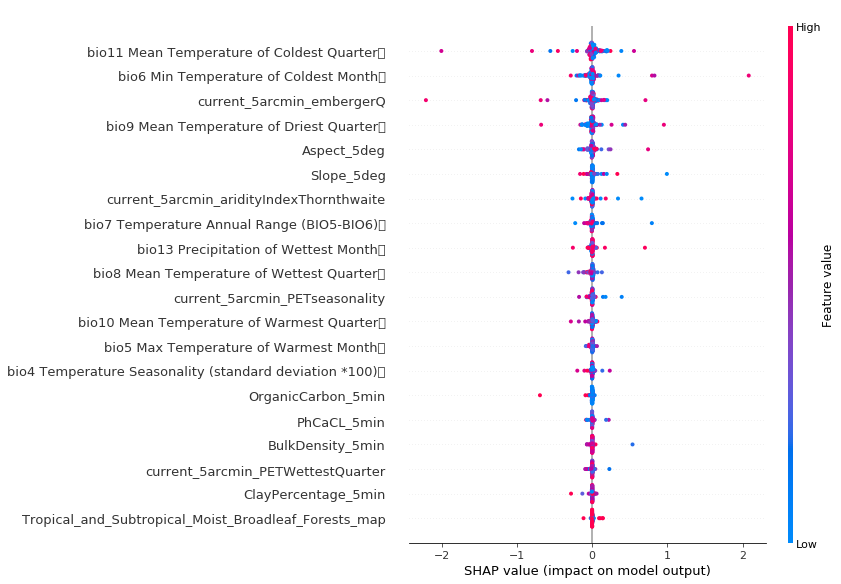 bio11 Mean Temperature of Coldest Quarter
bio6 Min Temperature of Coldest Month
current_5arcmin_embergerQ
bio9 Mean Temperature of Driest Quarter
Aspect_5deg
Slope_5deg
current_5arcmin_aridityIndexThornthwaite
bio7 Temperature Annual Range (BIO5-BIO6)
bio13 Precipitation of Wettest Month
bio8 Mean Temperature of Wettest Quarter
current_5arcmin_PETseasonality
bio10 Mean Temperature of Warmest Quarter
bio5 Max Temperature of Warmest Month
bio4 Temperature Seasonality (standard deviation *100)
OrganicCarbon_5min
PhCaCL_5min
BulkDensity_5min
current_5arcmin_PETWettestQuarter
ClayPercentage_5min
Tropical_and_Subtropical_Moist_Broadleaf_Forests_map
−2 −1 0 1 2
SHAP value (impact on model output)
High
Feature value
Low